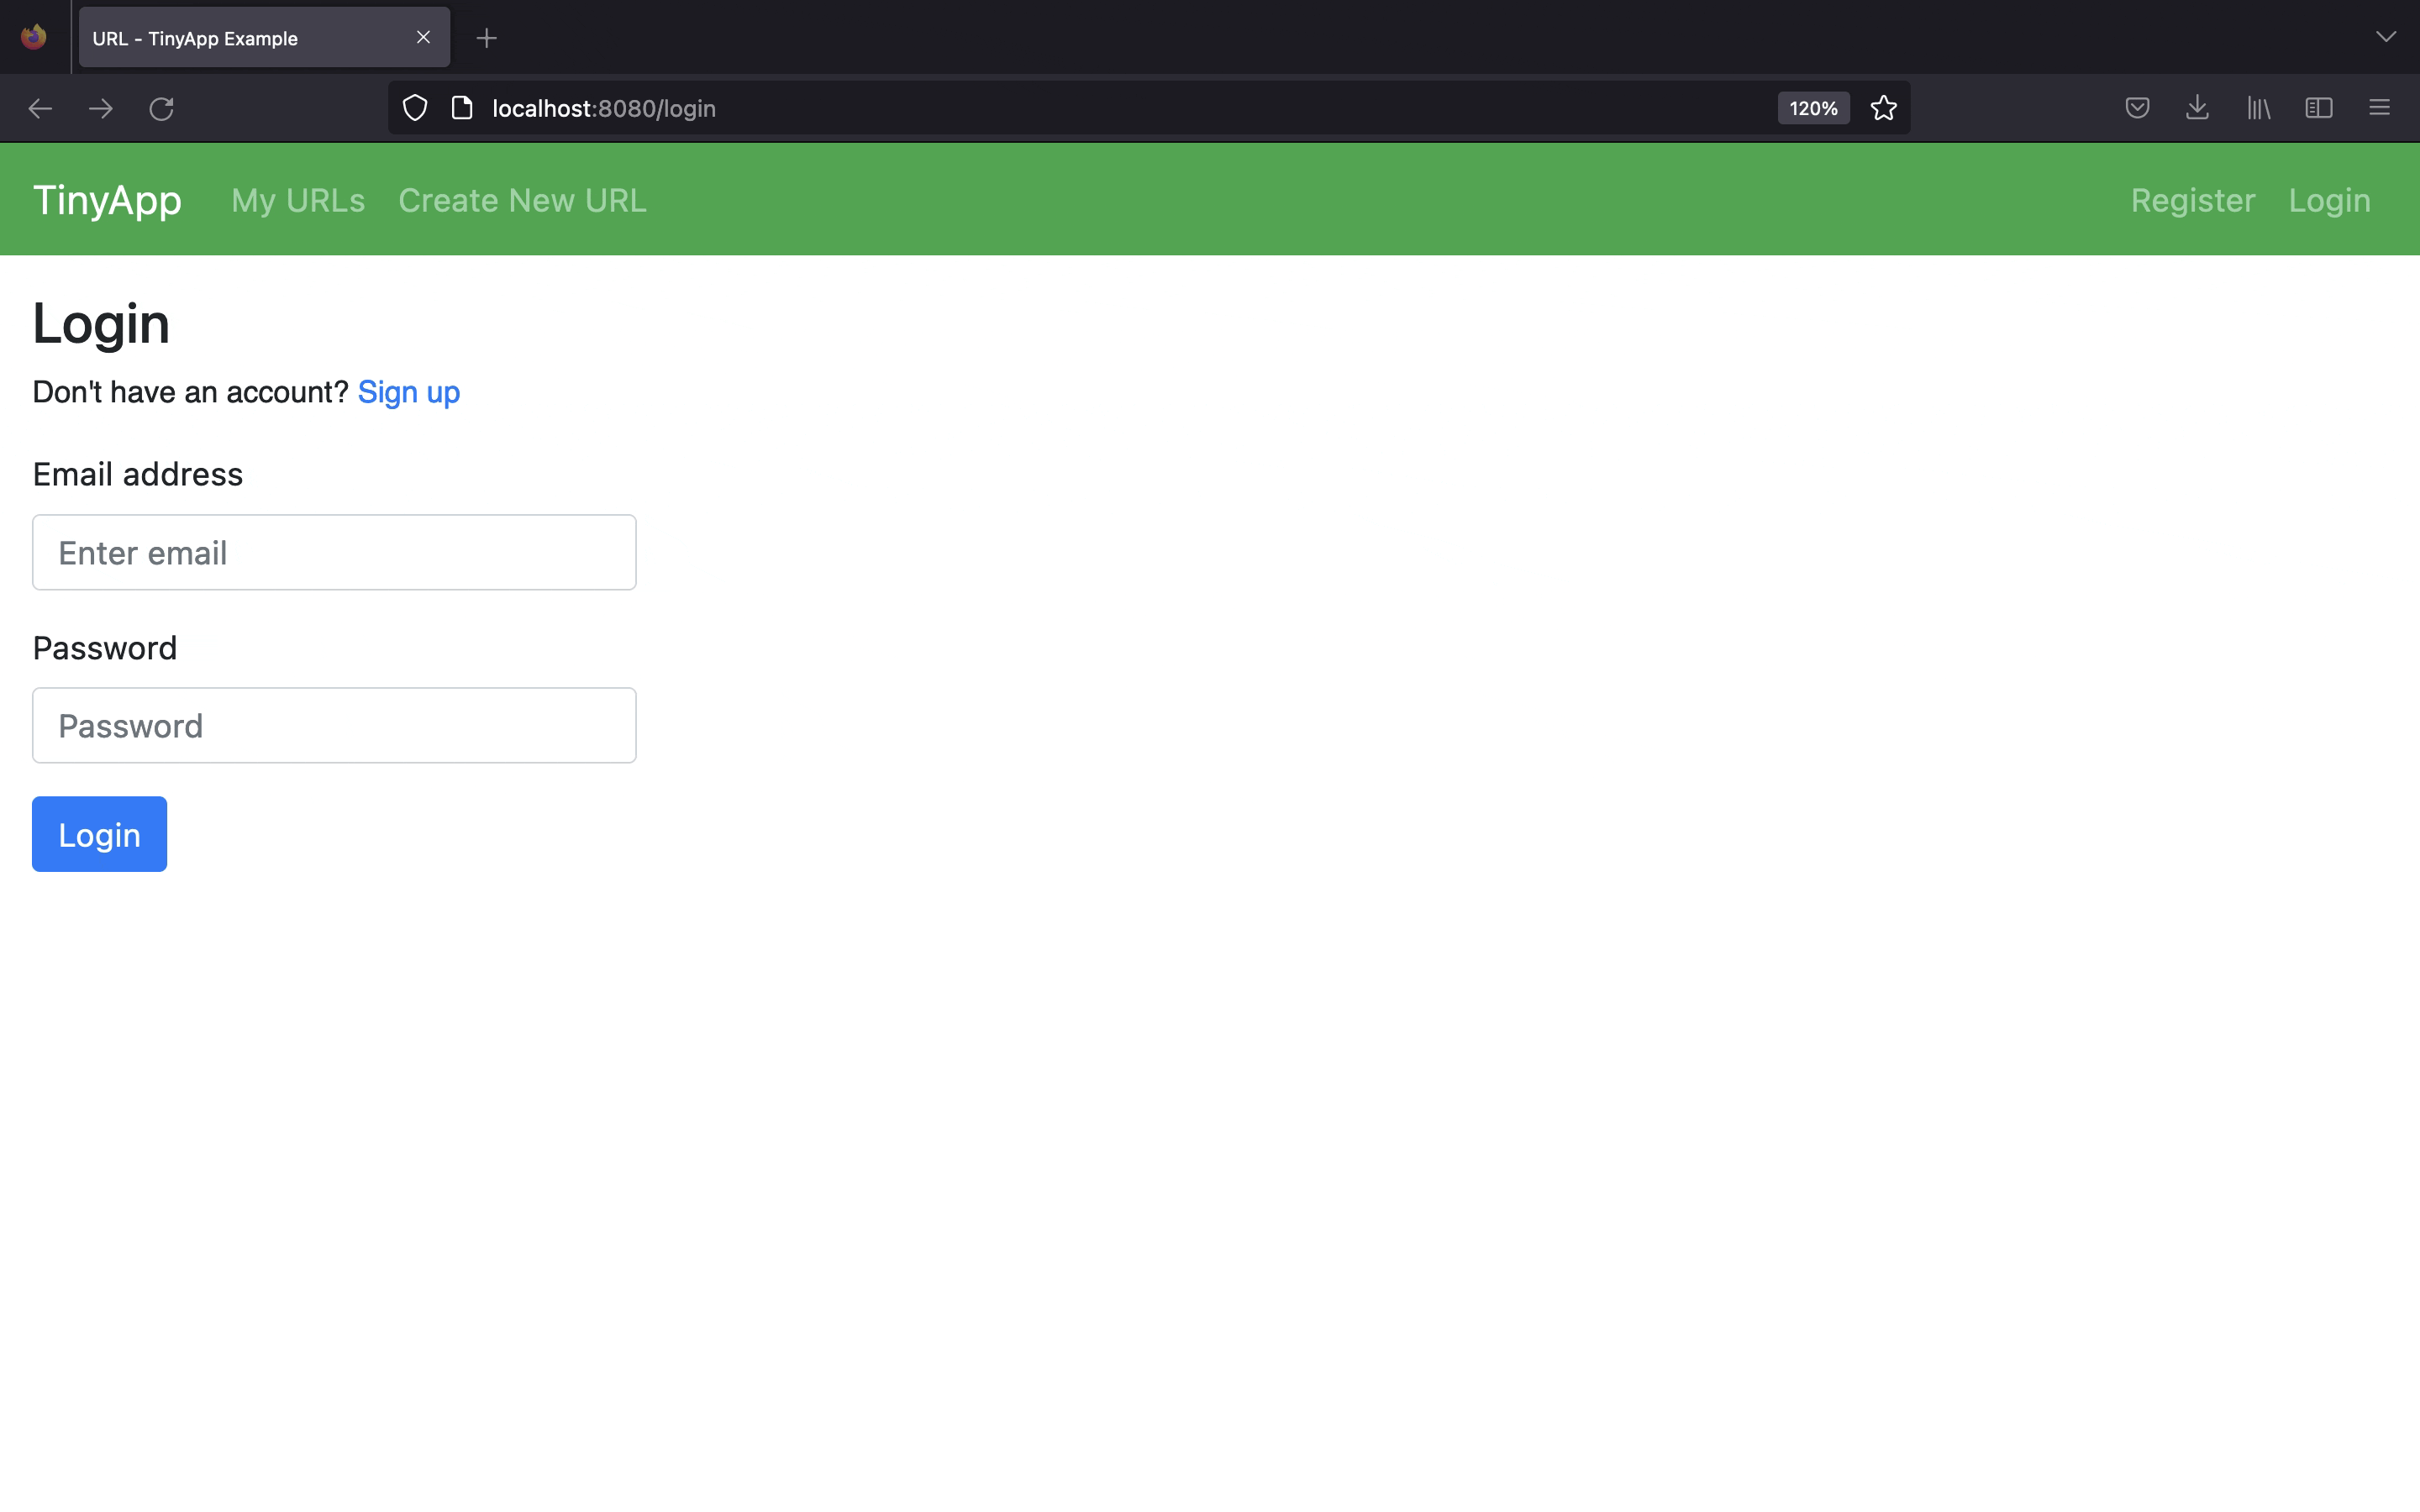 URL - TinyApp Example
localhost:8080/login 120%
TinyApp My URLs Create New URL Register Login
Login
Don't have an account? Sign up
Email address
Enter email
Password
Password
Login